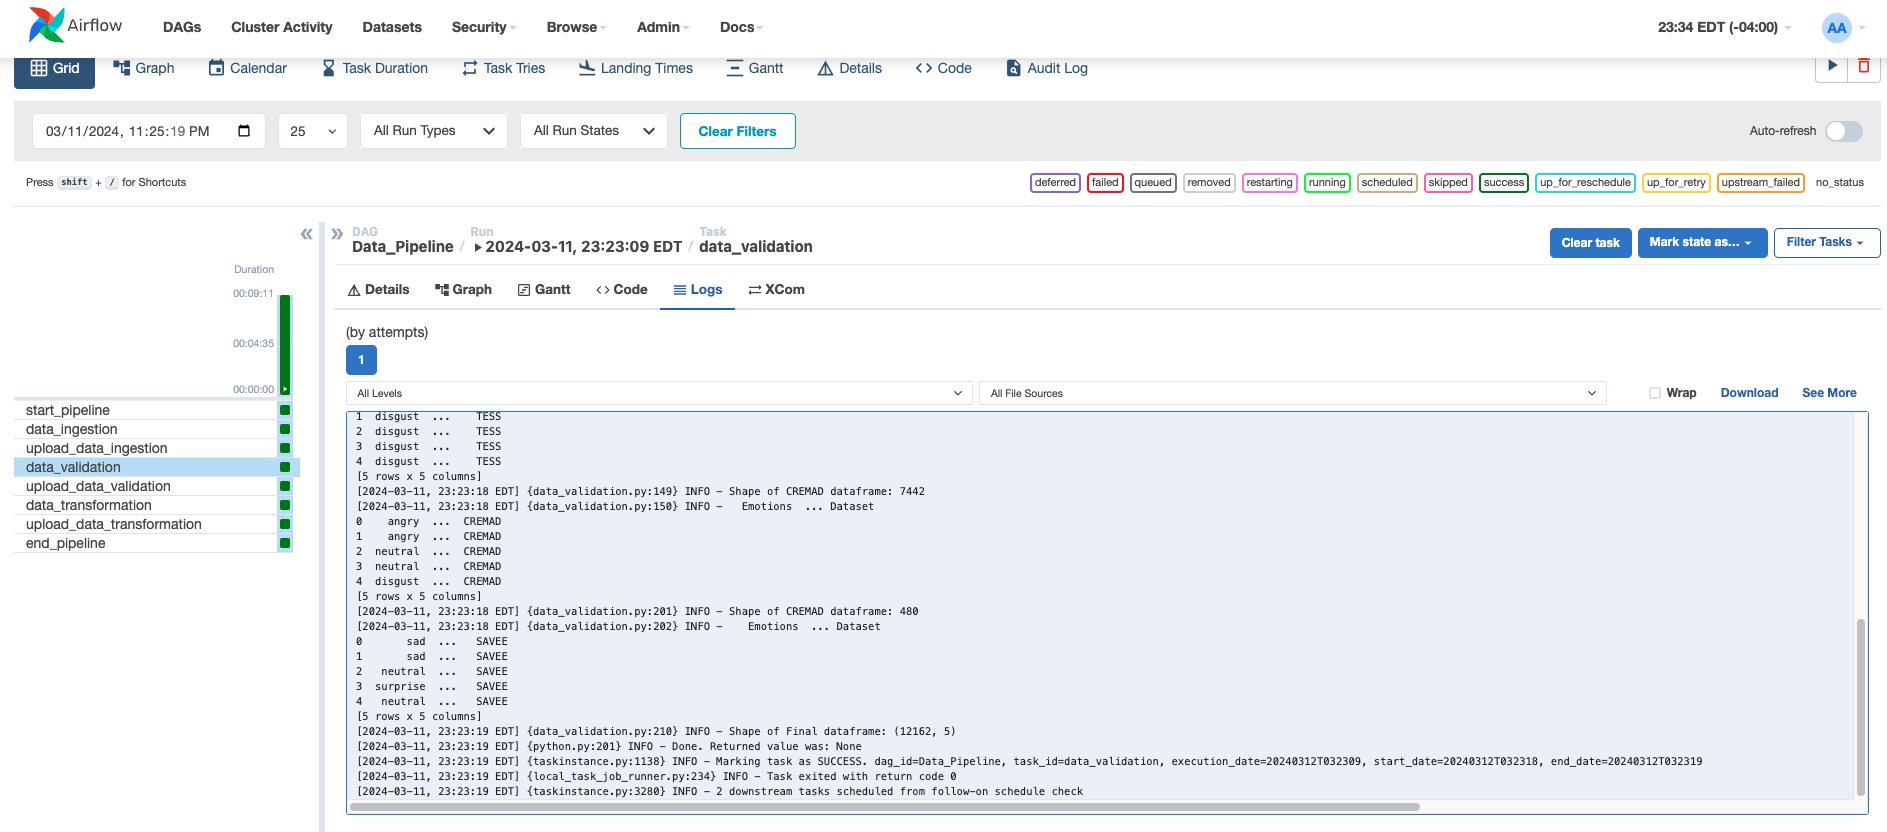 Airflow DAGs Cluster Activity Datasets Security Browse Admin Docs 23:34 EDT (-04:00) AA
Grid Graph Calendar Task Duration Task Tries Landing Times Gantt Details Code Audit Log
03/11/2024, 11:25:19 PM 25 All Run Types All Run States Clear Filters Auto-refresh
Press shift + / for Shortcuts deferred failed queued removed restarting running scheduled skipped success up_for_reschedule up_for_retry upstream_failed no_status
DAG Run Task
Data_Pipeline / 2024-03-11, 23:23:09 EDT / data_validation Clear task Mark state as... Filter Tasks
Duration
00:09:11
00:04:35
00:00:00
start_pipeline
data_ingestion
upload_data_ingestion
data_validation
upload_data_validation
data_transformation
upload_data_transformation
end_pipeline
Details Graph Gantt Code Logs XCom
(by attempts)
1
All Levels All File Sources Wrap Download See More
1 disgust ... TESS
2 disgust ... TESS
3 disgust ... TESS
4 disgust ... TESS
[5 rows x 5 columns]
[2024-03-11, 23:23:18 EDT] {data_validation.py:149} INFO - Shape of CREMAD dataframe: 7442
[2024-03-11, 23:23:18 EDT] {data_validation.py:150} INFO - Emotions ... Dataset
0 angry ... CREMAD
1 angry ... CREMAD
2 neutral ... CREMAD
3 neutral ... CREMAD
4 disgust ... CREMAD
[5 rows x 5 columns]
[2024-03-11, 23:23:18 EDT] {data_validation.py:201} INFO - Shape of CREMAD dataframe: 480
[2024-03-11, 23:23:18 EDT] {data_validation.py:202} INFO - Emotions ... Dataset
0 sad ... SAVEE
1 sad ... SAVEE
2 neutral ... SAVEE
3 surprise ... SAVEE
4 neutral ... SAVEE
[5 rows x 5 columns]
[2024-03-11, 23:23:19 EDT] {data_validation.py:210} INFO - Shape of Final dataframe: (12162, 5)
[2024-03-11, 23:23:19 EDT] {python.py:201} INFO - Done. Returned value was: None
[2024-03-11, 23:23:19 EDT] {taskinstance.py:1138} INFO - Marking task as SUCCESS. dag_id=Data_Pipeline, task_id=data_validation, execution_date=20240312T032309, start_date=20240312T032318, end_date=20240312T032319
[2024-03-11, 23:23:19 EDT] {local_task_job_runner.py:234} INFO - Task exited with return code 0
[2024-03-11, 23:23:19 EDT] {taskinstance.py:3280} INFO - 2 downstream tasks scheduled from follow-on schedule check